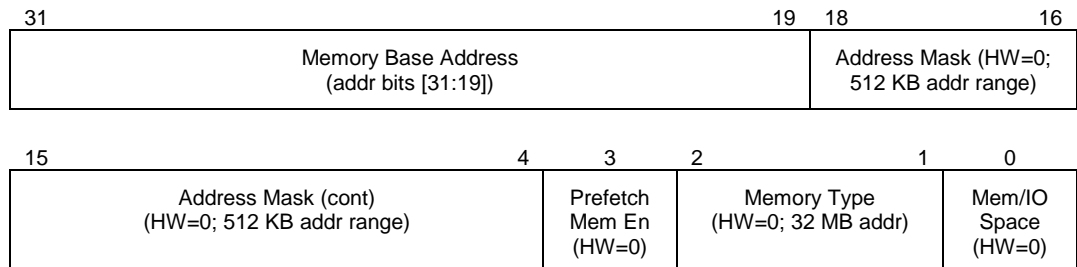 31 19 18 16
Memory Base Address
(addr bits [31:19])
Address Mask (HW=0;
512 KB addr range)
15 4 3 2 1 0
Address Mask (cont)
(HW=0; 512 KB addr range)
Prefetch
Mem En
(HW=0)
Memory Type
(HW=0; 32 MB addr)
Mem/IO
Space
(HW=0)